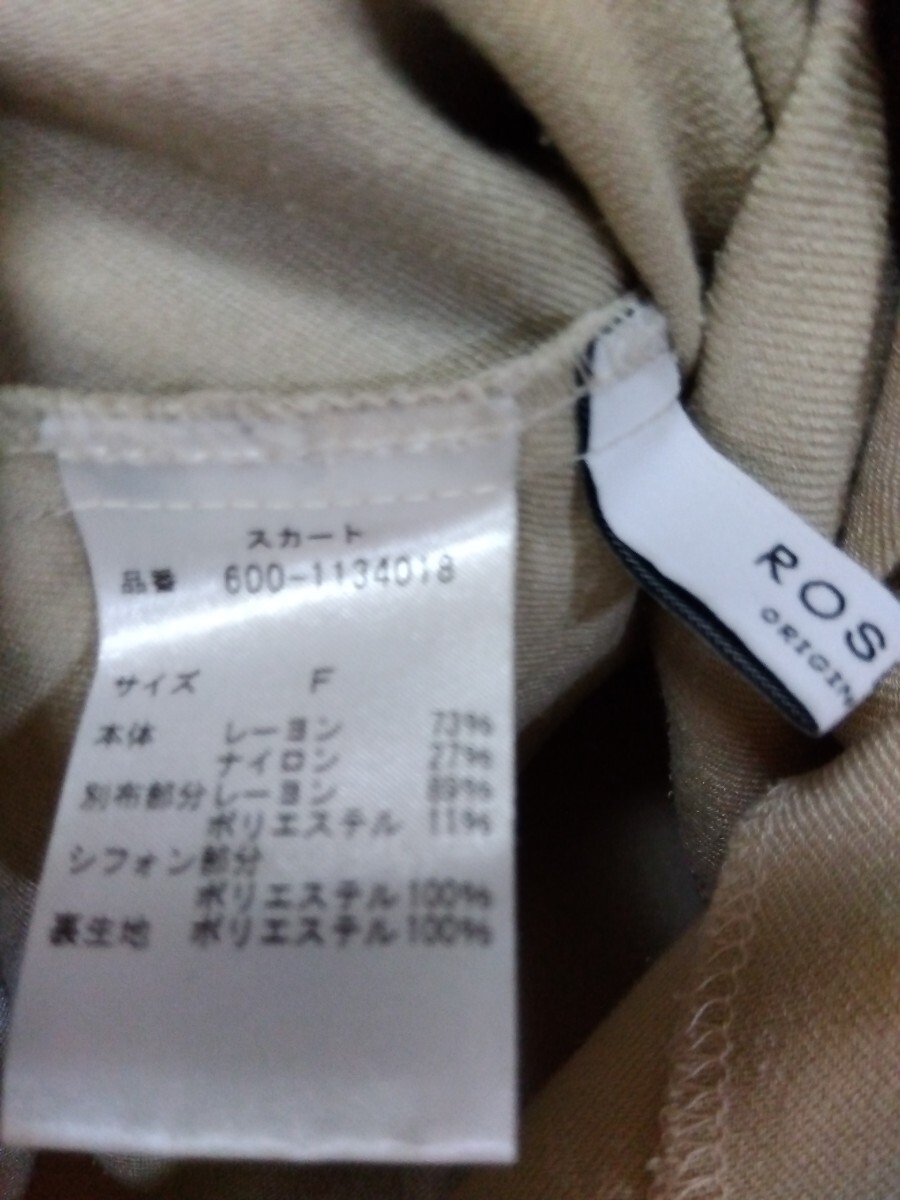 スカート
品番 600-1134018
サイズ F
本体 レーヨン 73%
ナイロン 27%
別布部分 レーヨン 89%
ポリエステル 11%
シフォン部分
ポリエステル 100%
裏生地 ポリエステル 100%
ROS
ORIGIN